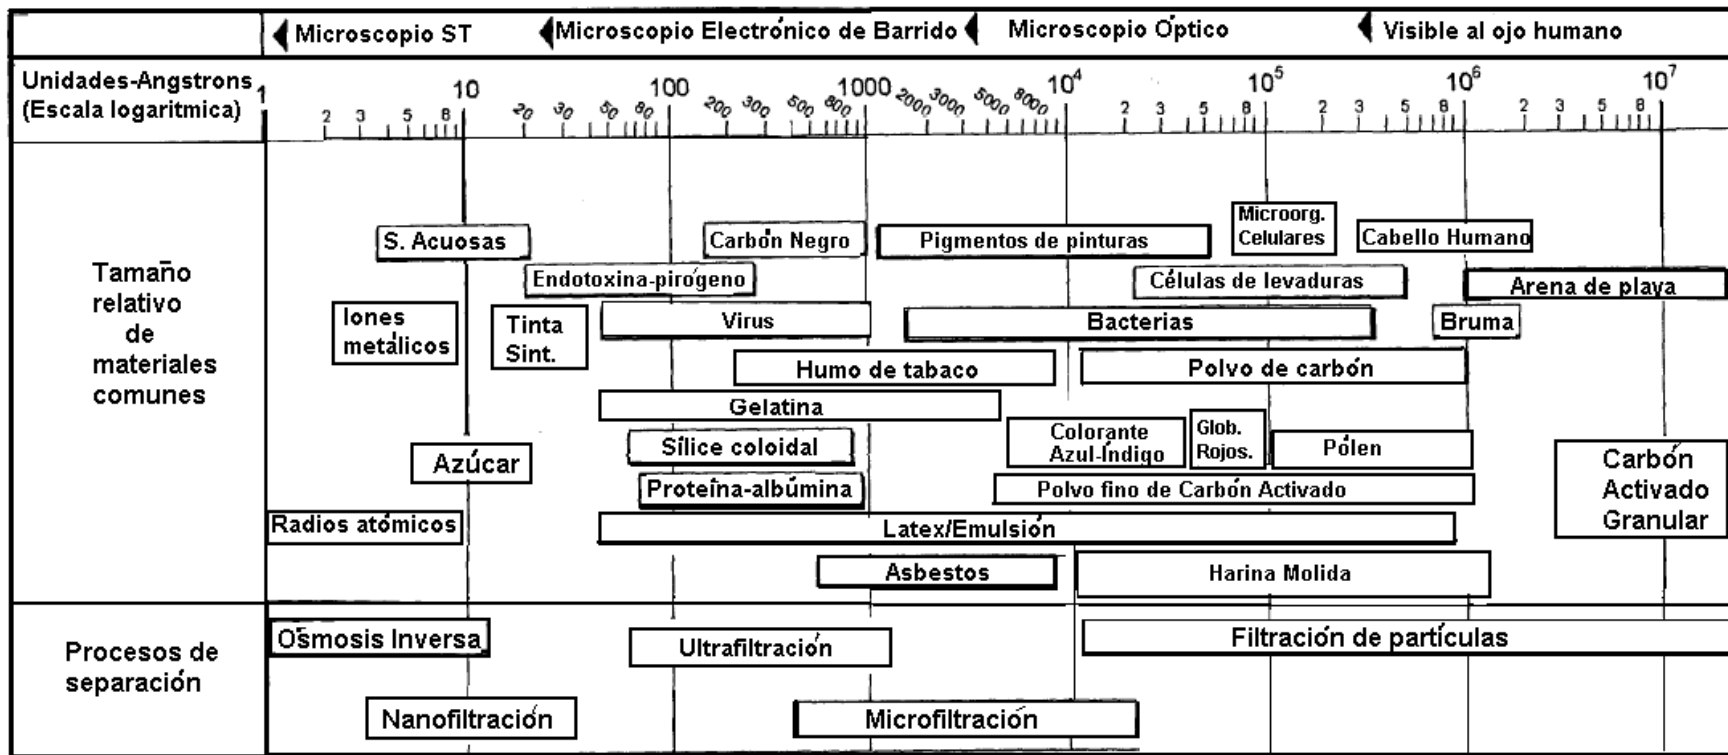 Microscopio ST
Microscopio Electrónico de Barrido
Microscopio Óptico
Visible al ojo humano
Unidades-Angstrons
(Escala logaritmica)
1 10 100 1000 10⁴ 10⁵ 10⁶ 10⁷
2 3 5 8 20 30 50 80 200 300 500 800 2000 3000 5000 8000 2 3 5 8 2 3 5 8 2 3 5 8
Tamaño
relativo
de
materiales
comunes
S. Acuosas
Carbón Negro
Pigmentos de pinturas
Microorg.
Celulares
Cabello Humano
Endotoxina-pirógeno
Células de levaduras
Arena de playa
Iones
metálicos
Tinta
Sint.
Virus
Bacterias
Bruma
Humo de tabaco
Polvo de carbón
Gelatina
Azúcar
Sílice coloidal
Colorante
Azul-Índigo
Glob.
Rojos.
Pólen
Carbón
Activado
Granular
Proteína-albúmina
Polvo fino de Carbón Activado
Radios atómicos
Latex/Emulsión
Asbestos
Harina Molida
Procesos de
separación
Ósmosis Inversa
Ultrafiltración
Filtración de partículas
Nanofiltración
Microfiltración